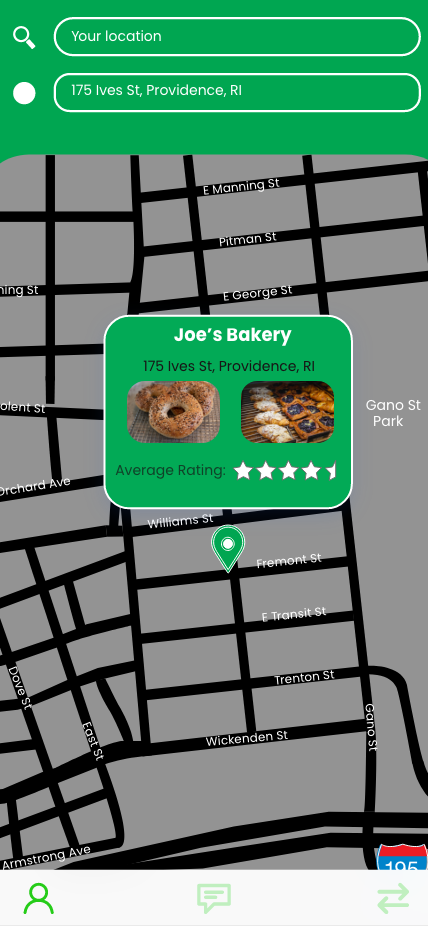 Your location
175 Ives St, Providence, RI
E Manning St
Pitman St
ning St
E George St
Joe's Bakery
175 Ives St, Providence, RI
Gano St
Park
olent St
Average Rating:
Orchard Ave
Williams St
Fremont St
E Transit St
Trenton St
Dove St
Gano St
East St
Wickenden St
Armstrong Ave
195